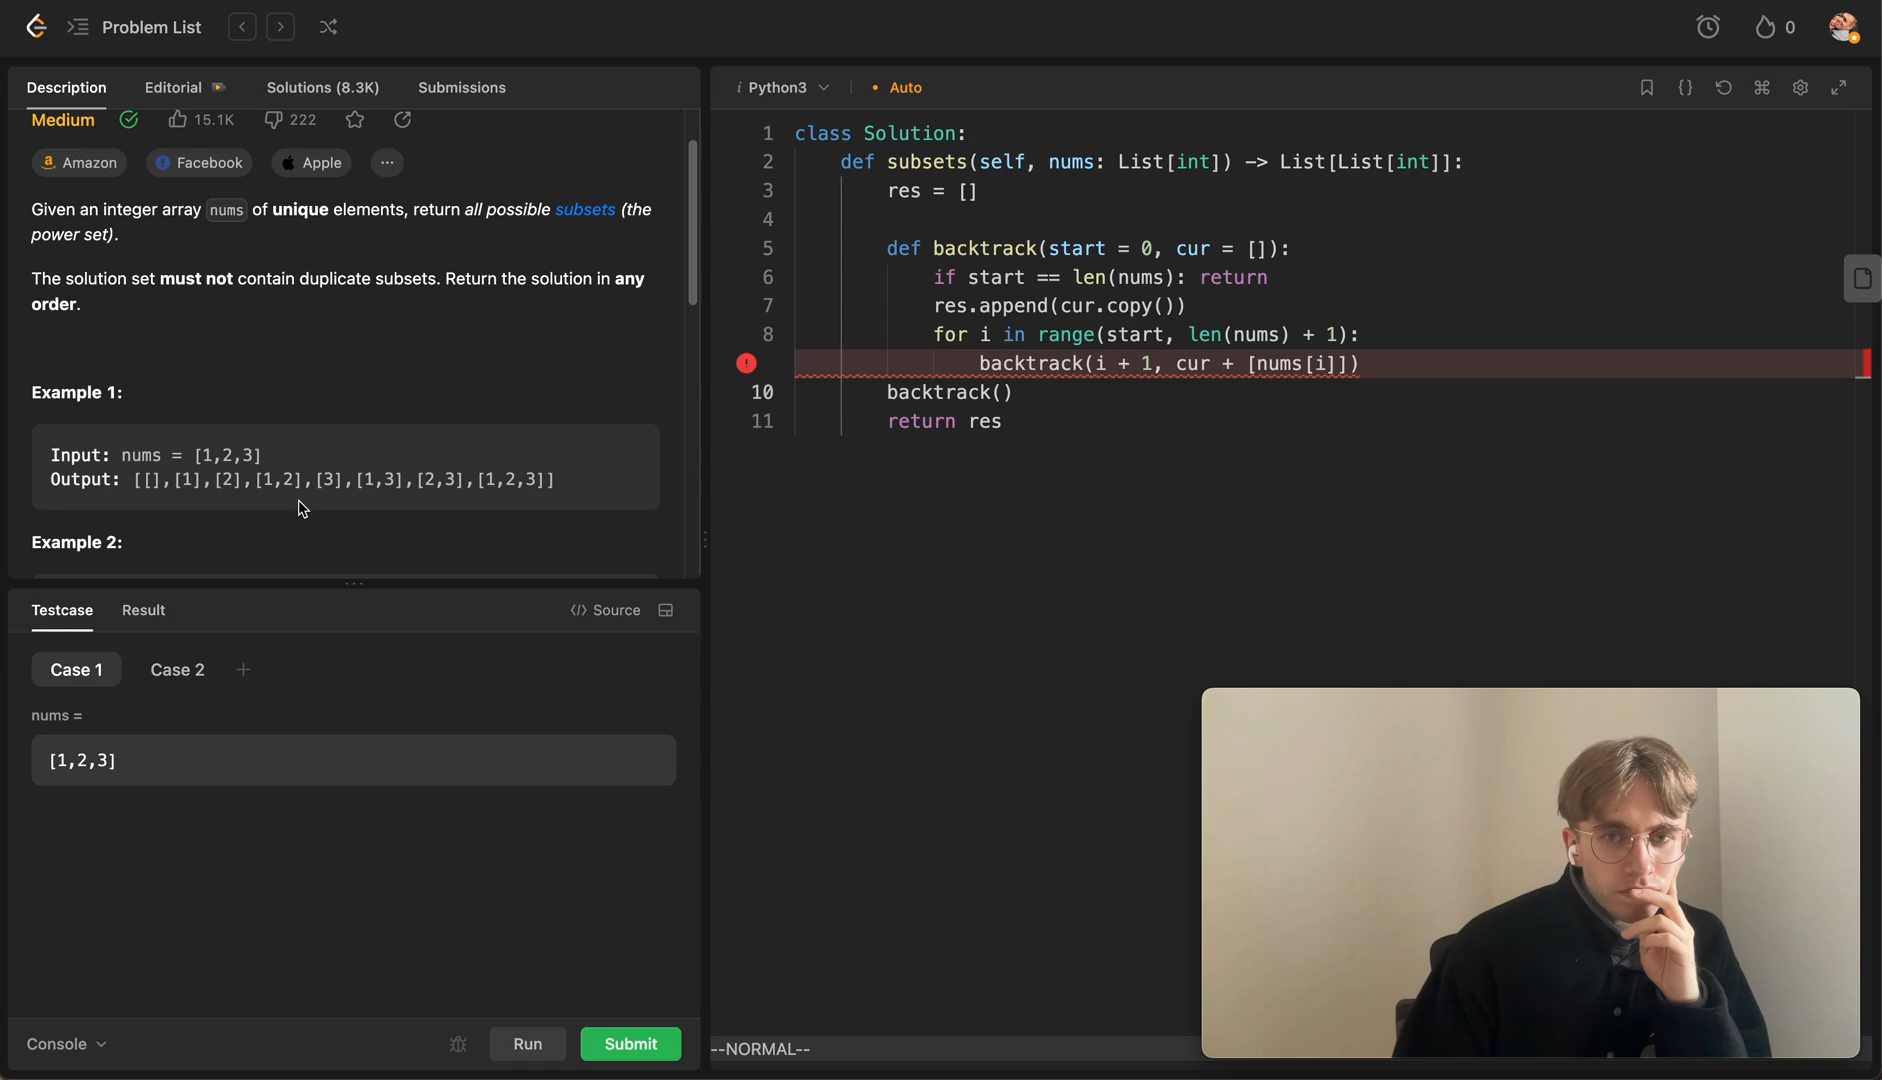 Problem List
0
Description
Editorial
Solutions (8.3K)
Submissions
Medium
15.1K
222
Amazon
Facebook
Apple
Given an integer array nums of unique elements, return all possible subsets (the
power set).
The solution set must not contain duplicate subsets. Return the solution in any
order.
Example 1:
Input: nums = [1,2,3]
Output: [[],[1],[2],[1,2],[3],[1,3],[2,3],[1,2,3]]
Example 2:
Testcase
Result
</> Source
Case 1
Case 2
nums =
[1,2,3]
Console
Run
Submit
i Python3
• Auto
1 class Solution:
2 def subsets(self, nums: List[int]) -> List[List[int]]:
3 res = []
4
5 def backtrack(start = 0, cur = []):
6 if start == len(nums): return
7 res.append(cur.copy())
8 for i in range(start, len(nums) + 1):
backtrack(i + 1, cur + [nums[i]])
10 backtrack()
11 return res
--NORMAL--